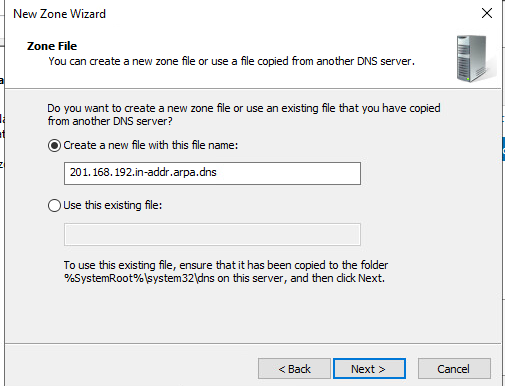 New Zone Wizard
Zone File
You can create a new zone file or use a file copied from another DNS server.
Do you want to create a new zone file or use an existing file that you have copied
from another DNS server?
Create a new file with this file name:
201.168.192.in-addr.arpa.dns
Use this existing file:
To use this existing file, ensure that it has been copied to the folder
%SystemRoot%\system32\dns on this server, and then click Next.
< Back
Next >
Cancel